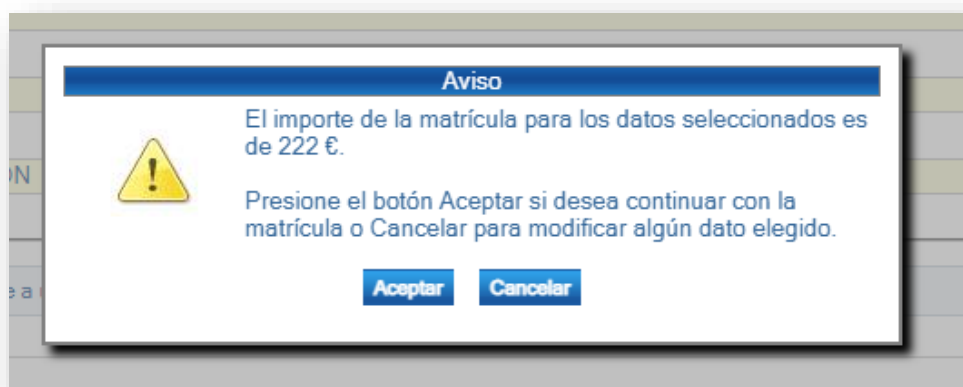 Aviso
El importe de la matrícula para los datos seleccionados es
de 222 €.
Presione el botón Aceptar si desea continuar con la
matrícula o Cancelar para modificar algún dato elegido.
Aceptar Cancelar